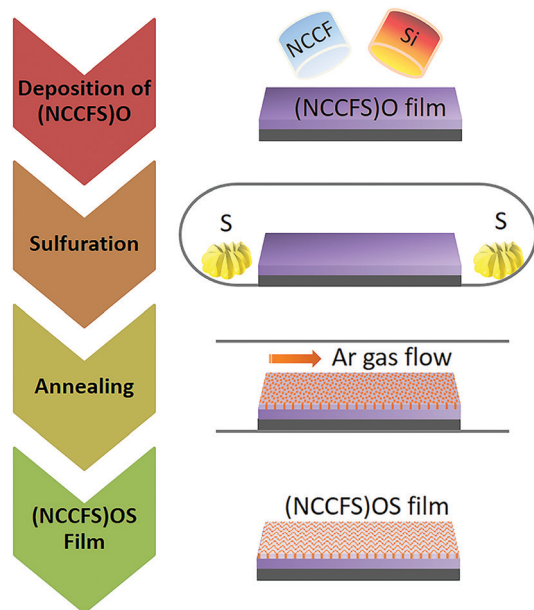 Deposition of
(NCCFS)O
NCCF
Si
(NCCFS)O film
Sulfuration
S
S
Annealing
Ar gas flow
(NCCFS)OS
Film
(NCCFS)OS film